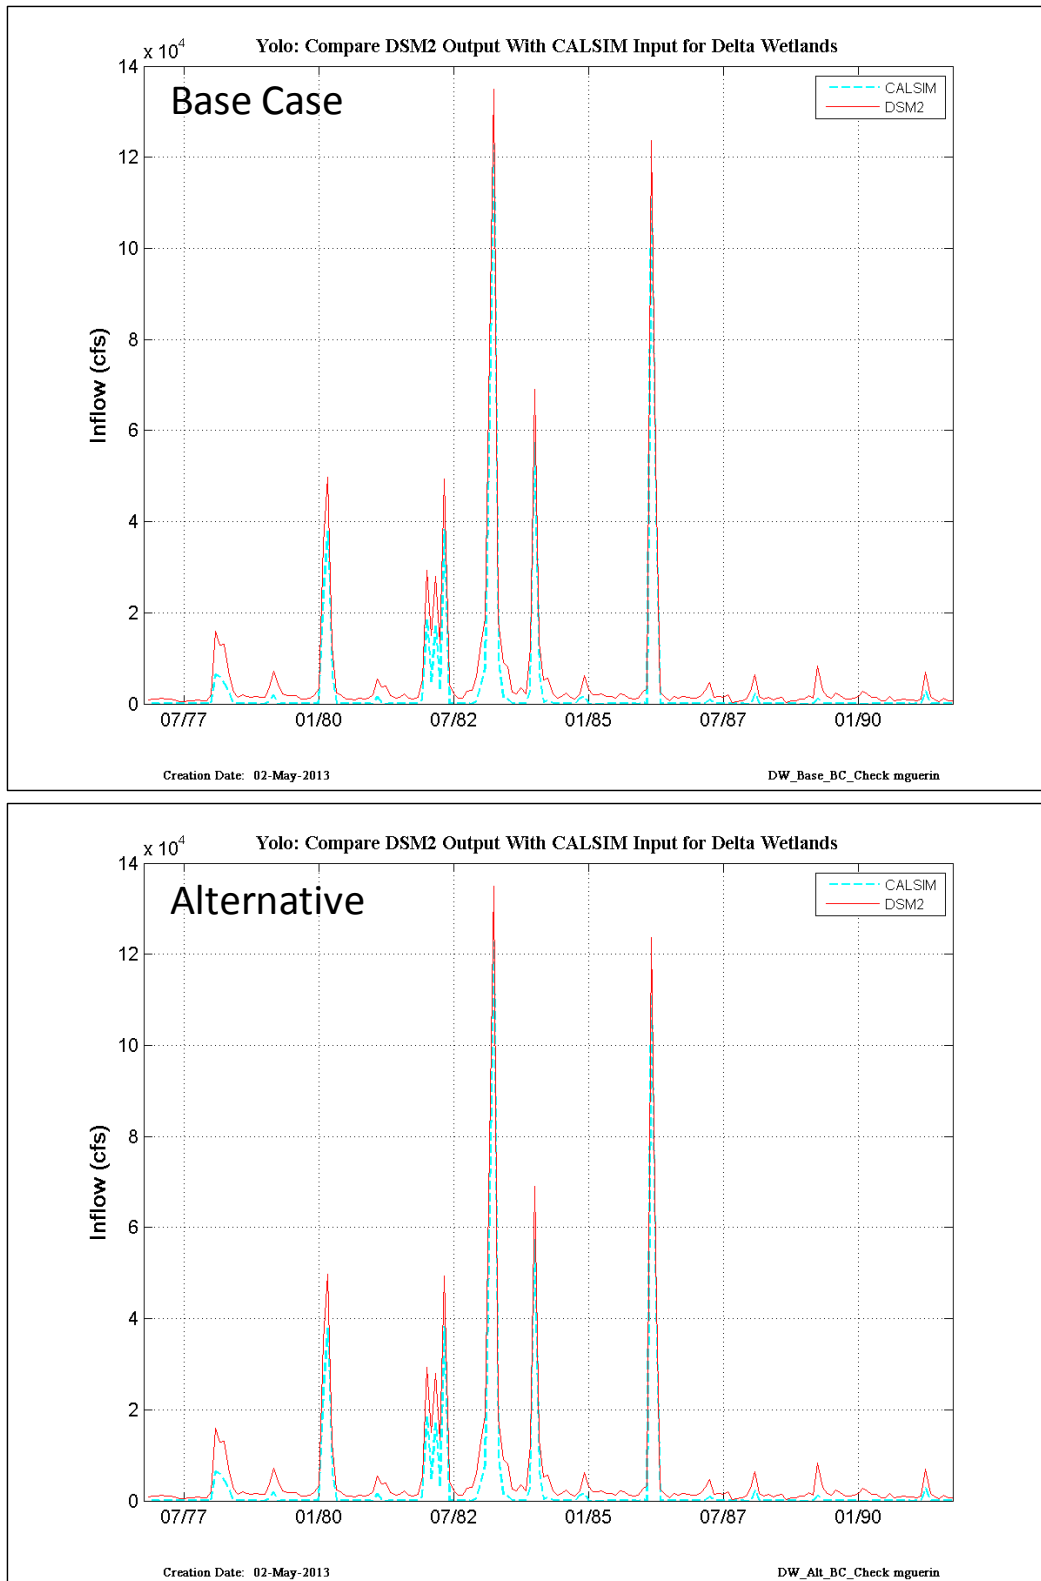 Yolo: Compare DSM2 Output With CALSIM Input for Delta Wetlands
x 10^4
Base Case
CALSIM
DSM2
14
12
10
8
6
4
2
0
Inflow (cfs)
07/77 01/80 07/82 01/85 07/87 01/90
Creation Date: 02-May-2013 DW_Base_BC_Check mguerin
Yolo: Compare DSM2 Output With CALSIM Input for Delta Wetlands
x 10^4
Alternative
CALSIM
DSM2
14
12
10
8
6
4
2
0
Inflow (cfs)
07/77 01/80 07/82 01/85 07/87 01/90
Creation Date: 02-May-2013 DW_Alt_BC_Check mguerin